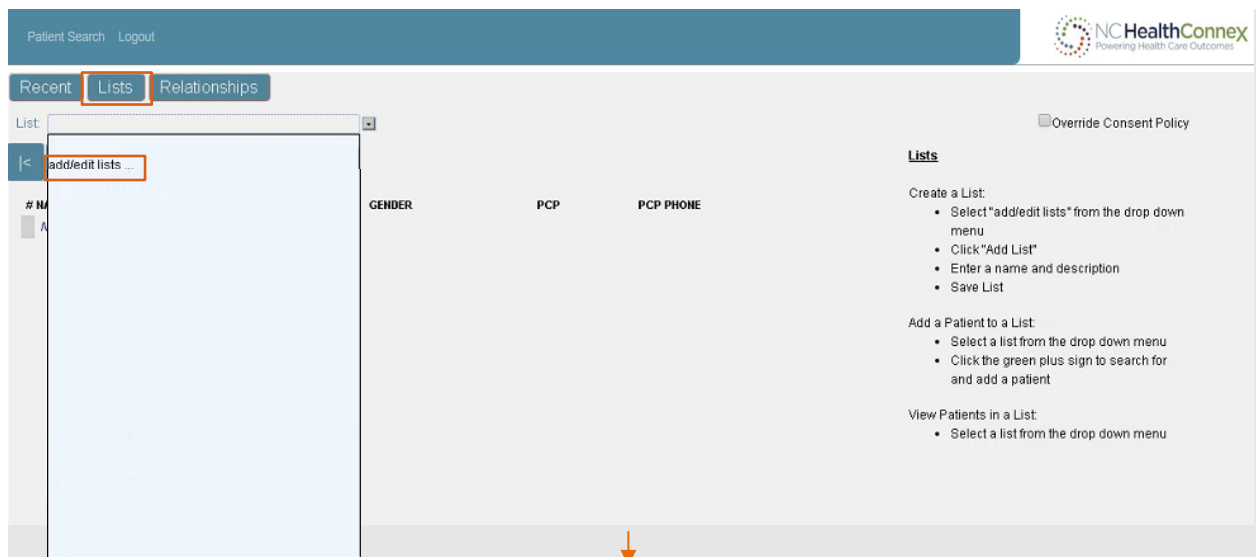 Patient Search Logout
NC HealthConnex
Powering Health Care Outcomes
Recent Lists Relationships
List:
Override Consent Policy
|<
add/edit lists ...
# NA GENDER PCP PCP PHONE
Lists
Create a List:
• Select "add/edit lists" from the drop down
menu
• Click "Add List"
• Enter a name and description
• Save List
Add a Patient to a List:
• Select a list from the drop down menu
• Click the green plus sign to search for
and add a patient
View Patients in a List:
• Select a list from the drop down menu